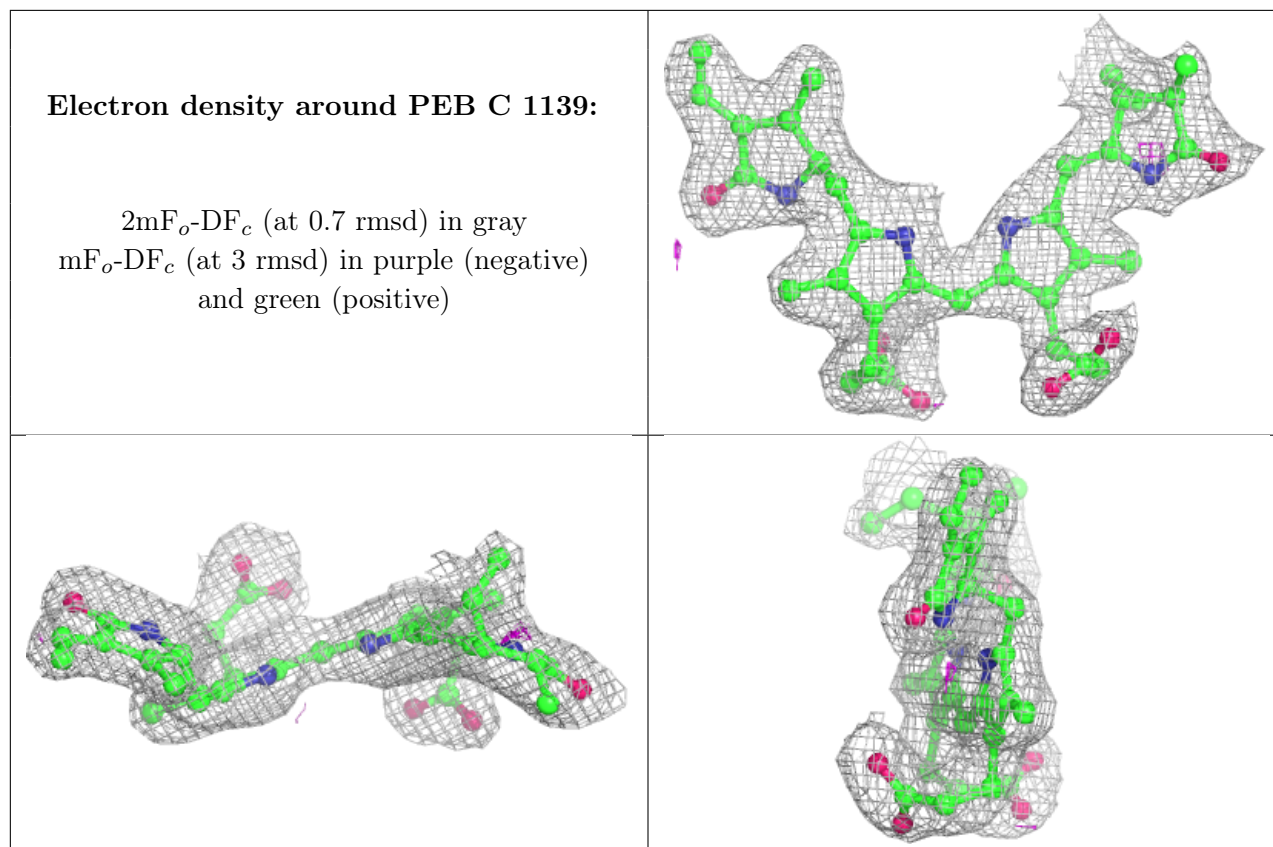 Electron density around PEB C 1139:
2mFₒ-DF𝒸 (at 0.7 rmsd) in gray
mFₒ-DF𝒸 (at 3 rmsd) in purple (negative)
and green (positive)